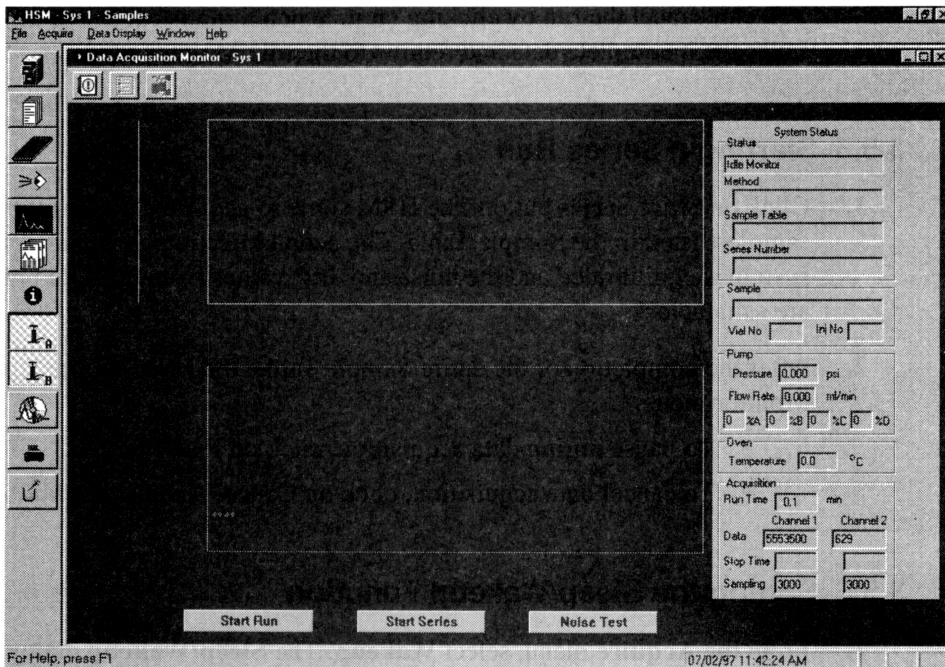 HSM - Sys 1 - Samples
File Acquire Data Display Window Help
Data Acquisition Monitor - Sys 1
System Status
Status
Idle Monitor
Method
Sample Table
Series Number
Sample
Vial No Inj No
Pump
Pressure 0.000 psi
Flow Rate 0.000 ml/min
0 %A 0 %B 0 %C 0 %D
Oven
Temperature 0.0 °C
Acquisition
Run Time 0.1 min
Channel 1 Channel 2
Data 5553500 629
Stop Time
Sampling 3000 3000
A
B
Start Run Start Series Noise Test
For Help, press F1
07/02/97 11:42:24 AM